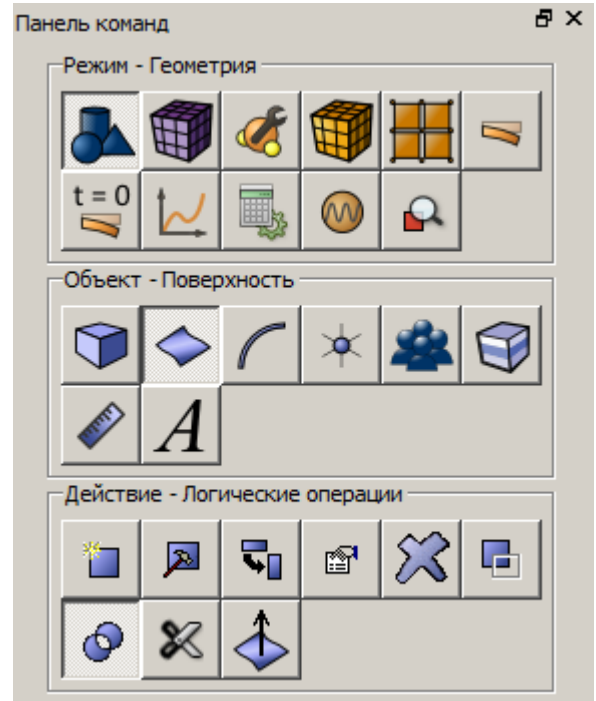 Панель команд
Режим - Геометрия
t = 0
Объект - Поверхность
A
Действие - Логические операции